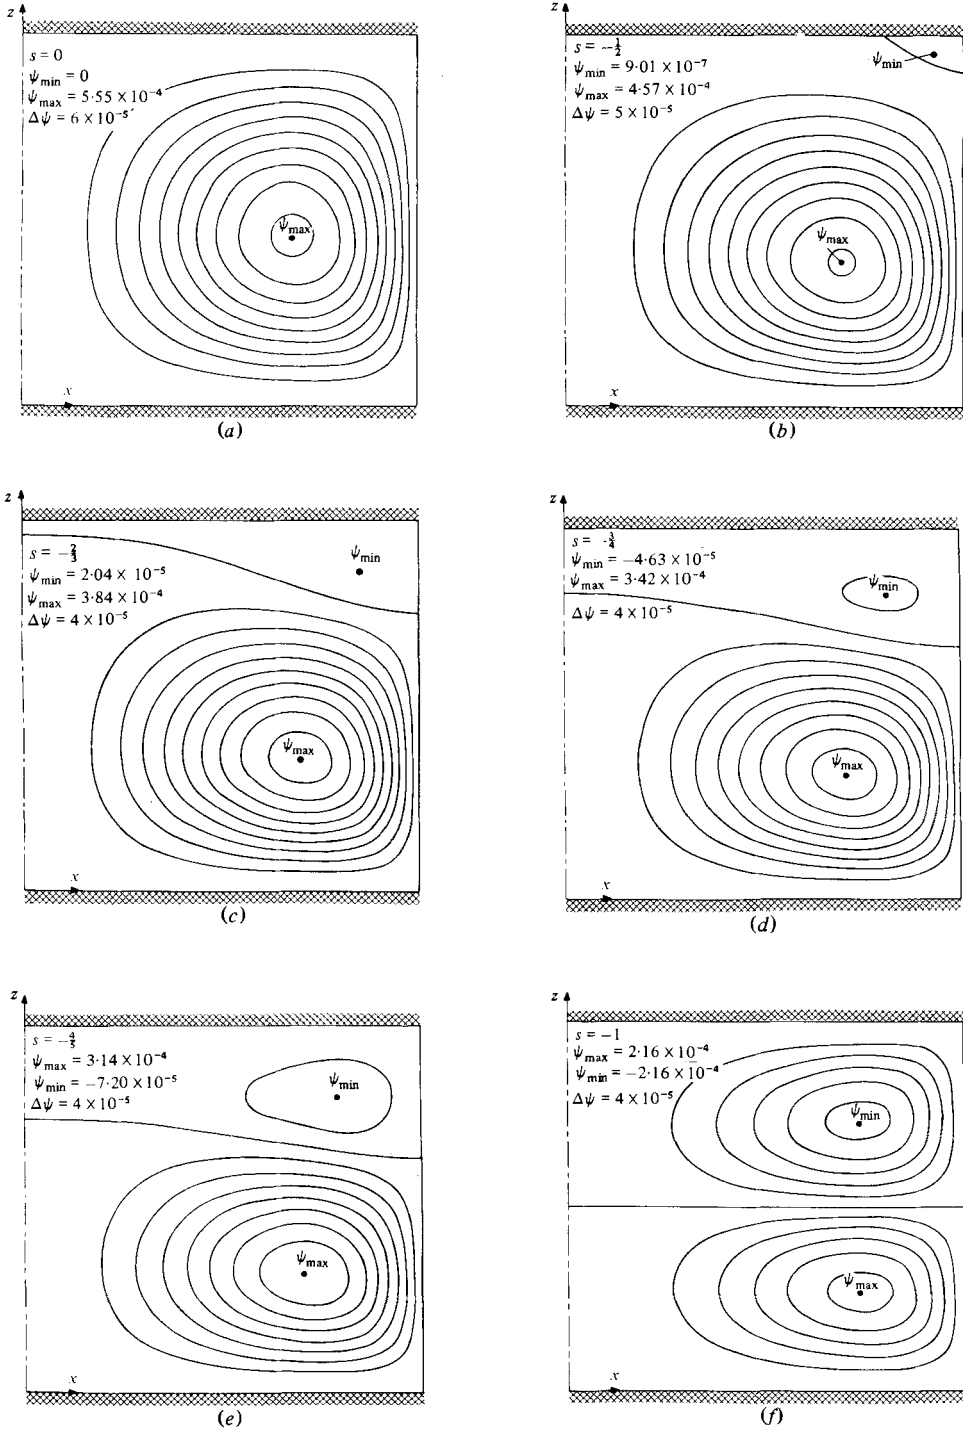 z
s = 0
ψmin = 0
ψmax = 5·55 × 10⁻⁴
Δψ = 6 × 10⁻⁵
ψmax
x
(a)
z
s = −½
ψmin = 9·01 × 10⁻⁷
ψmax = 4·57 × 10⁻⁴
Δψ = 5 × 10⁻⁵
ψmin
ψmax
x
(b)
z
s = −⅔
ψmin = 2·04 × 10⁻⁵
ψmax = 3·84 × 10⁻⁴
Δψ = 4 × 10⁻⁵
ψmin
ψmax
x
(c)
z
s = −¾
ψmin = −4·63 × 10⁻⁵
ψmax = 3·42 × 10⁻⁴
Δψ = 4 × 10⁻⁵
ψmin
ψmax
x
(d)
z
s = −⅘
ψmax = 3·14 × 10⁻⁴
ψmin = −7·20 × 10⁻⁵
Δψ = 4 × 10⁻⁵
ψmin
ψmax
x
(e)
z
s = −1
ψmax = 2·16 × 10⁻⁴
ψmin = −2·16 × 10⁻⁴
Δψ = 4 × 10⁻⁵
ψmin
ψmax
x
(f)